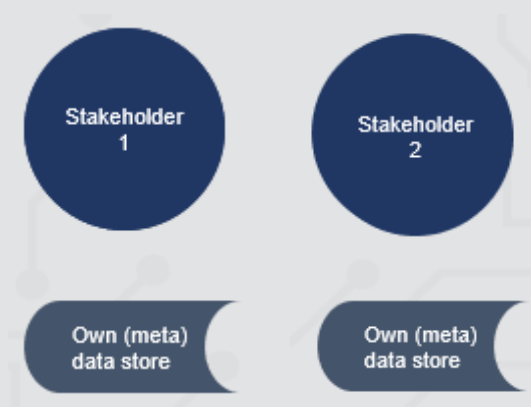 Stakeholder
1
Stakeholder
2
Own (meta)
data store
Own (meta)
data store